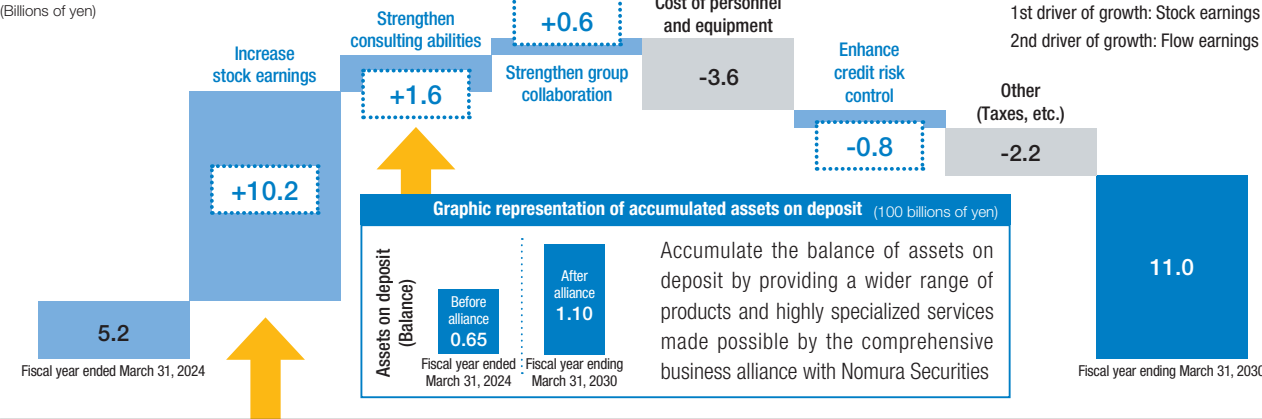 (Billions of yen)
1st driver of growth: Stock earnings
2nd driver of growth: Flow earnings
5.2
Fiscal year ended March 31, 2024
Increase
stock earnings
+10.2
Strengthen
consulting abilities
+1.6
+0.6
Strengthen group
collaboration
Cost of personnel
and equipment
-3.6
Enhance
credit risk
control
-0.8
Other
(Taxes, etc.)
-2.2
11.0
Fiscal year ending March 31, 2030
Graphic representation of accumulated assets on deposit (100 billions of yen)
Assets on deposit
(Balance)
Before
alliance
0.65
Fiscal year ended
March 31, 2024
After
alliance
1.10
Fiscal year ending
March 31, 2030
Accumulate the balance of assets on
deposit by providing a wider range of
products and highly specialized services
made possible by the comprehensive
business alliance with Nomura Securities